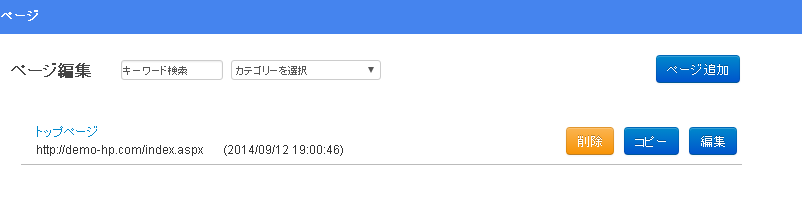 ページ
ページ編集 キーワード検索 カテゴリーを選択 ページ追加
トップページ
http://demo-hp.com/index.aspx (2014/09/12 19:00:46) 削除 コピー 編集